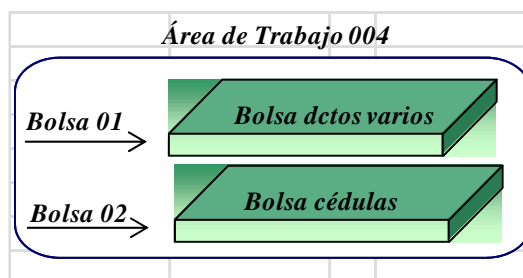 Área de Trabajo 004
Bolsa 01
Bolsa dctos varios
Bolsa 02
Bolsa cédulas